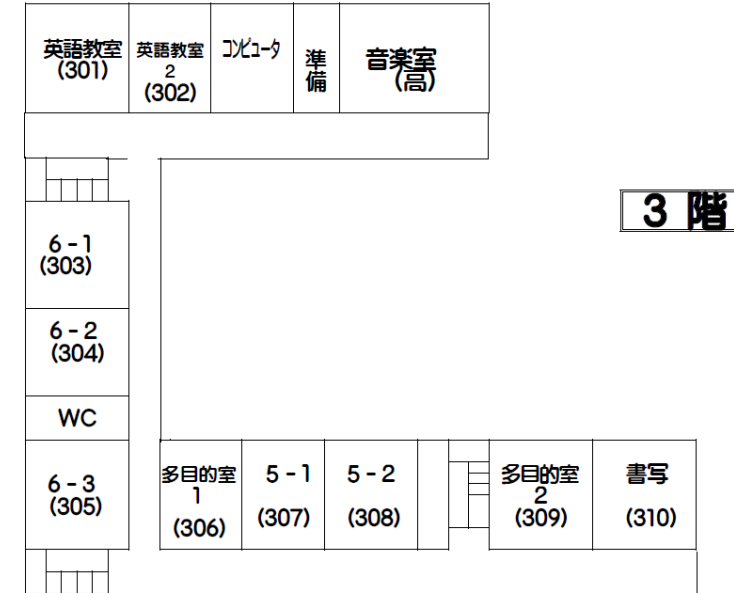 英語教室
(301)
英語教室
2
(302)
コンピュータ
準
備
音楽室
(高)
3 階
6-1
(303)
6-2
(304)
WC
6-3
(305)
多目的室
1
(306)
5-1
(307)
5-2
(308)
多目的室
2
(309)
書写
(310)